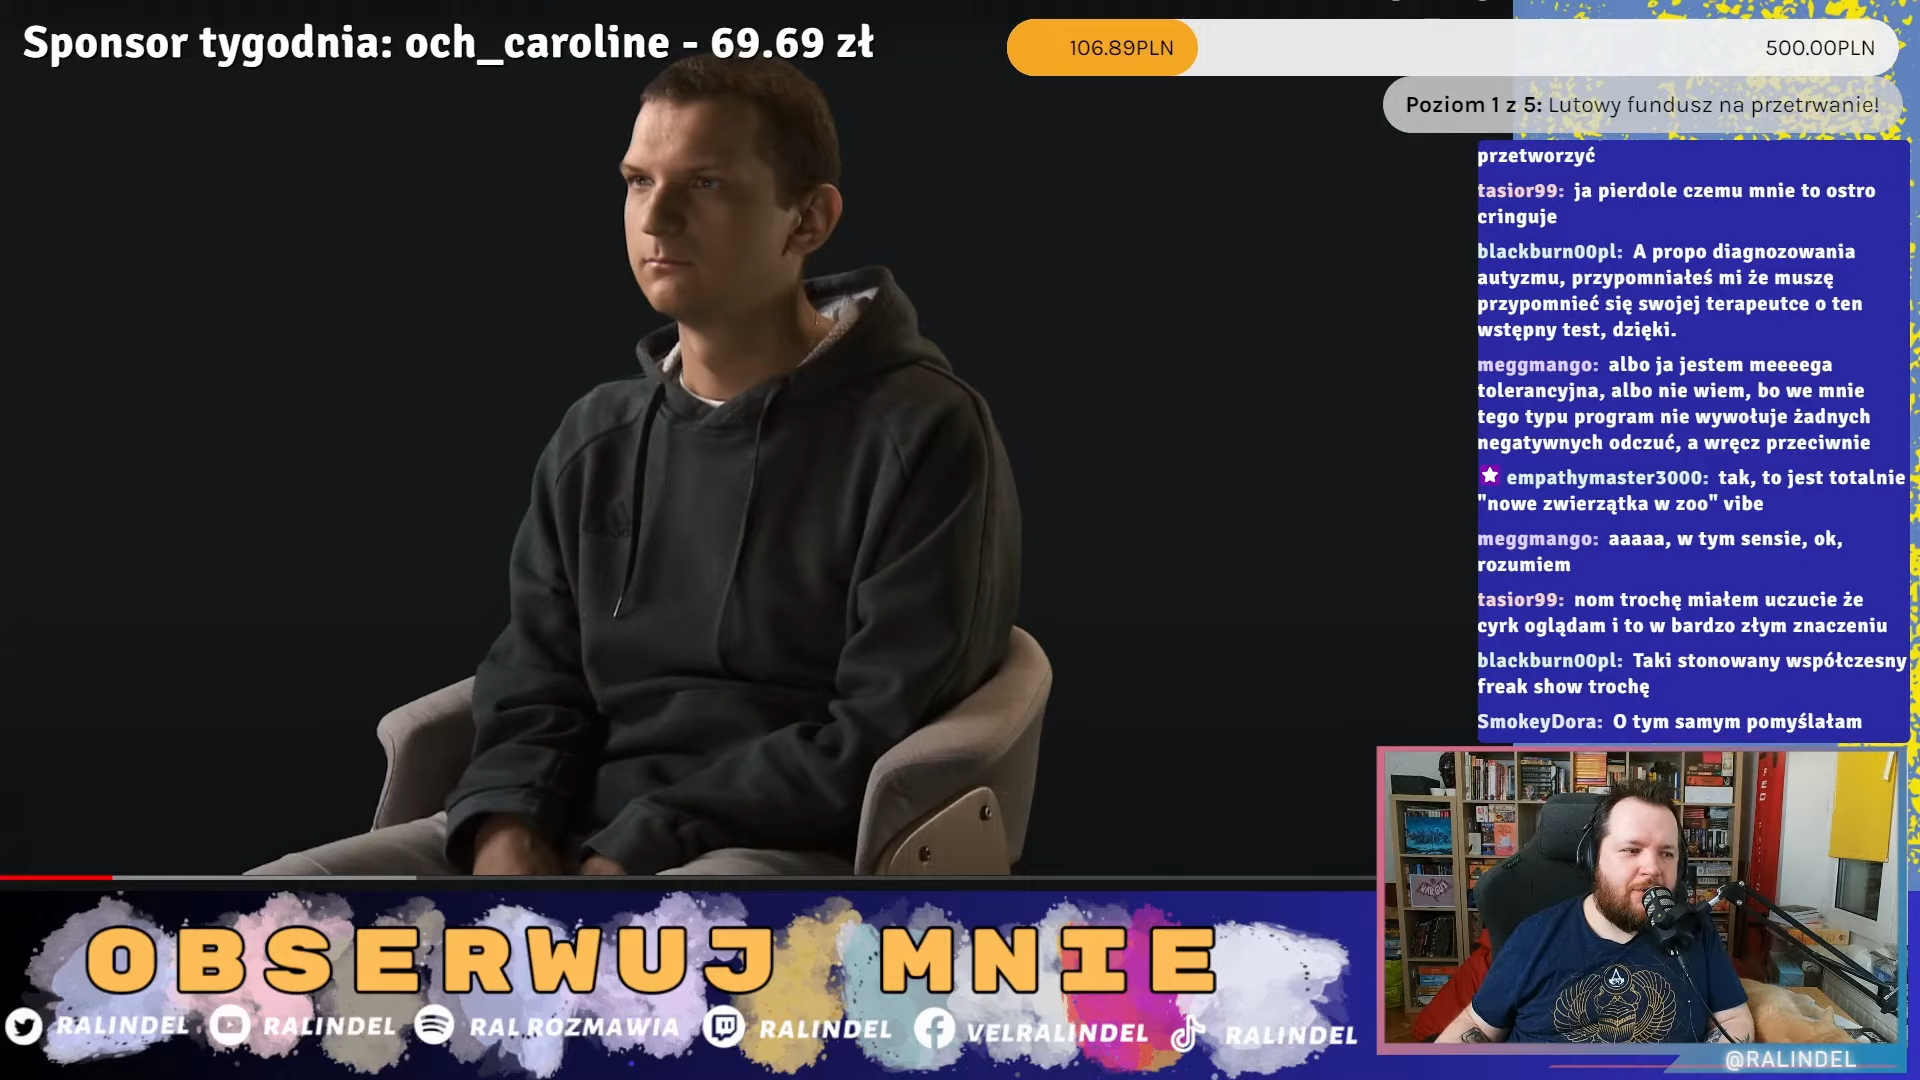 Sponsor tygodnia: och_caroline - 69.69 zł
106.89PLN
500.00PLN
Poziom 1 z 5: Lutowy fundusz na przetrwanie!
przetworzyć
tasior99: ja pierdole czemu mnie to ostro
cringuje
blackburn00pl: A propo diagnozowania
autyzmu, przypomniałeś mi że muszę
przypomnieć się swojej terapeutce o ten
wstępny test, dzięki.
meggmango: albo ja jestem meeeega
tolerancyjna, albo nie wiem, bo we mnie
tego typu program nie wywołuje żadnych
negatywnych odczuć, a wręcz przeciwnie
empathymaster3000: tak, to jest totalnie
"nowe zwierzątka w zoo" vibe
meggmango: aaaaa, w tym sensie, ok,
rozumiem
tasior99: nom trochę miałem uczucie że
cyrk oglądam i to w bardzo złym znaczeniu
blackburn00pl: Taki stonowany współczesny
freak show trochę
SmokeyDora: O tym samym pomyślałam
OBSERWUJ MNIE
RALINDEL
RALINDEL
RAL ROZMAWIA
RALINDEL
VELRALINDEL
RALINDEL
@RALINDEL